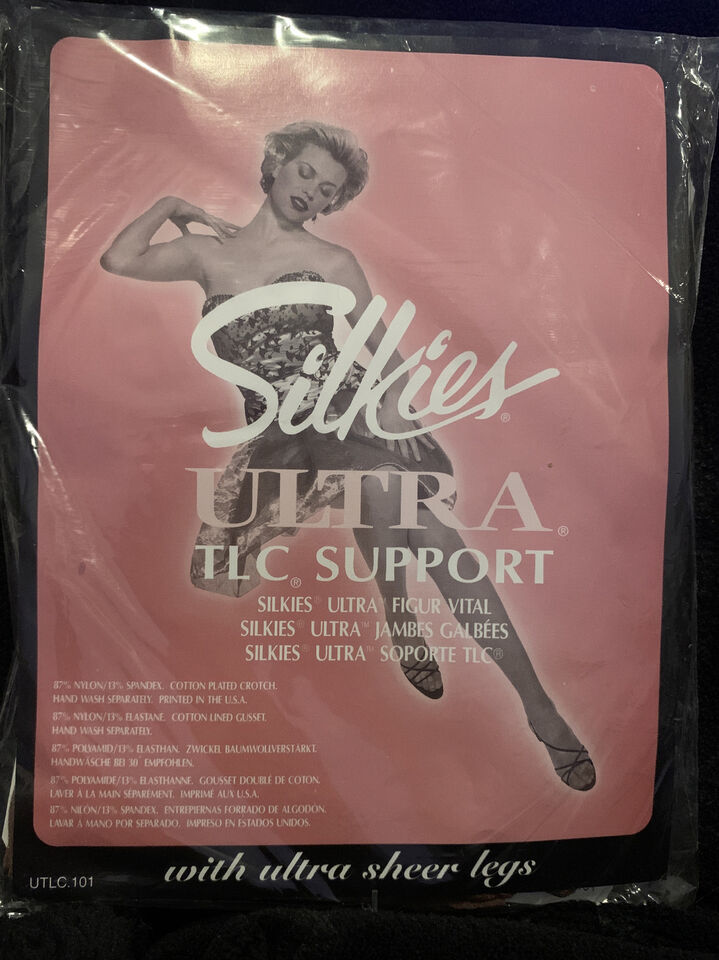 Silkies®
ULTRA®
TLC® SUPPORT
SILKIES® ULTRA™ FIGUR VITAL
SILKIES® ULTRA™ JAMBES GALBÉES
SILKIES® ULTRA™ SOPORTE TLC®
87% NYLON/13% SPANDEX. COTTON PLATED CROTCH.
HAND WASH SEPARATELY. PRINTED IN THE U.S.A.
87% NYLON/13% ELASTANE. COTTON LINED GUSSET.
HAND WASH SEPARATELY.
87% POLYAMID/13% ELASTHAN. ZWICKEL BAUMWOLLVERSTÄRKT.
HANDWÄSCHE BEI 30° EMPFOHLEN.
87% POLYAMIDE/13% ELASTHANNE. GOUSSET DOUBLÉ DE COTON.
LAVER À LA MAIN SÉPARÉMENT. IMPRIMÉ AUX U.S.A.
87% NILÓN/13% SPANDEX. ENTREPIERNAS FORRADO DE ALGODÓN.
LAVAR A MANO POR SEPARADO. IMPRESO EN ESTADOS UNIDOS.
with ultra sheer legs
UTLC.101